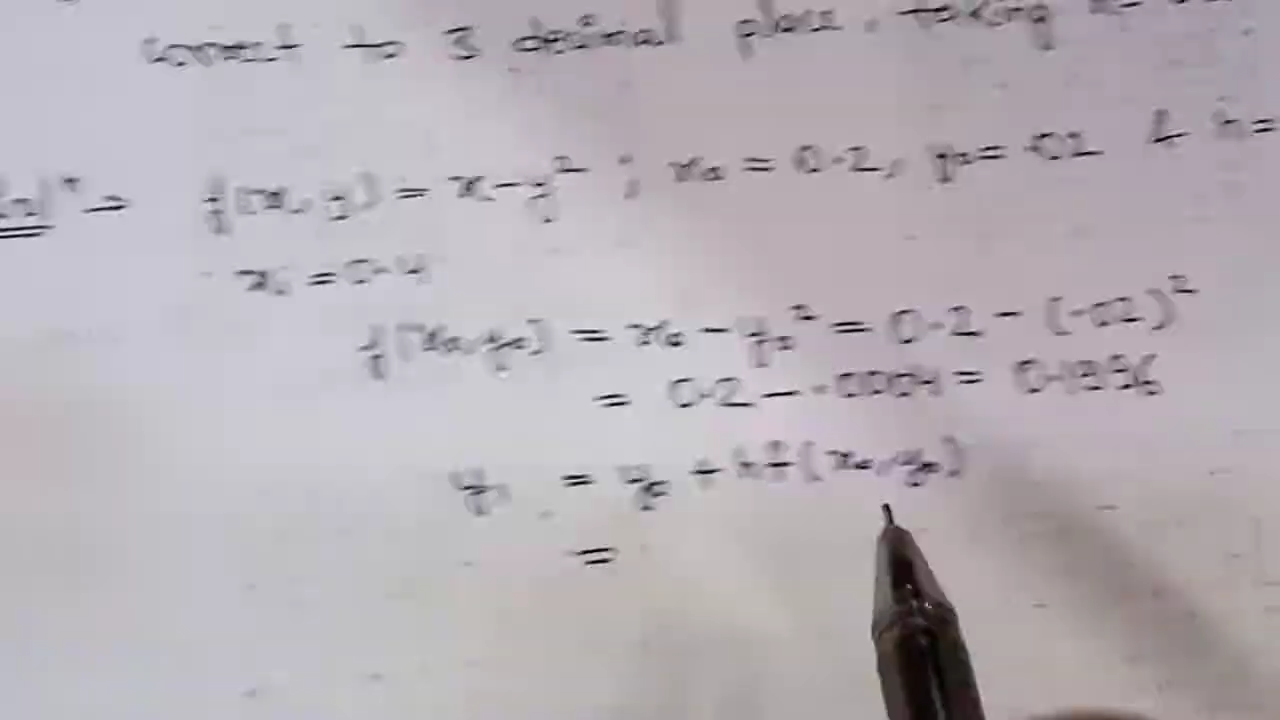 correct to 3 decimal place, taking h=
f(x, y) = x - y² ; x₀ = 0.2, y₀ = .02 & h =
x₁ = 0.4
f(x₀, y₀) = x₀ - y₀² = 0.2 - (.02)²
= 0.2 - .0004 = 0.1996
y₁ = y₀ + hf(x₀, y₀)
=